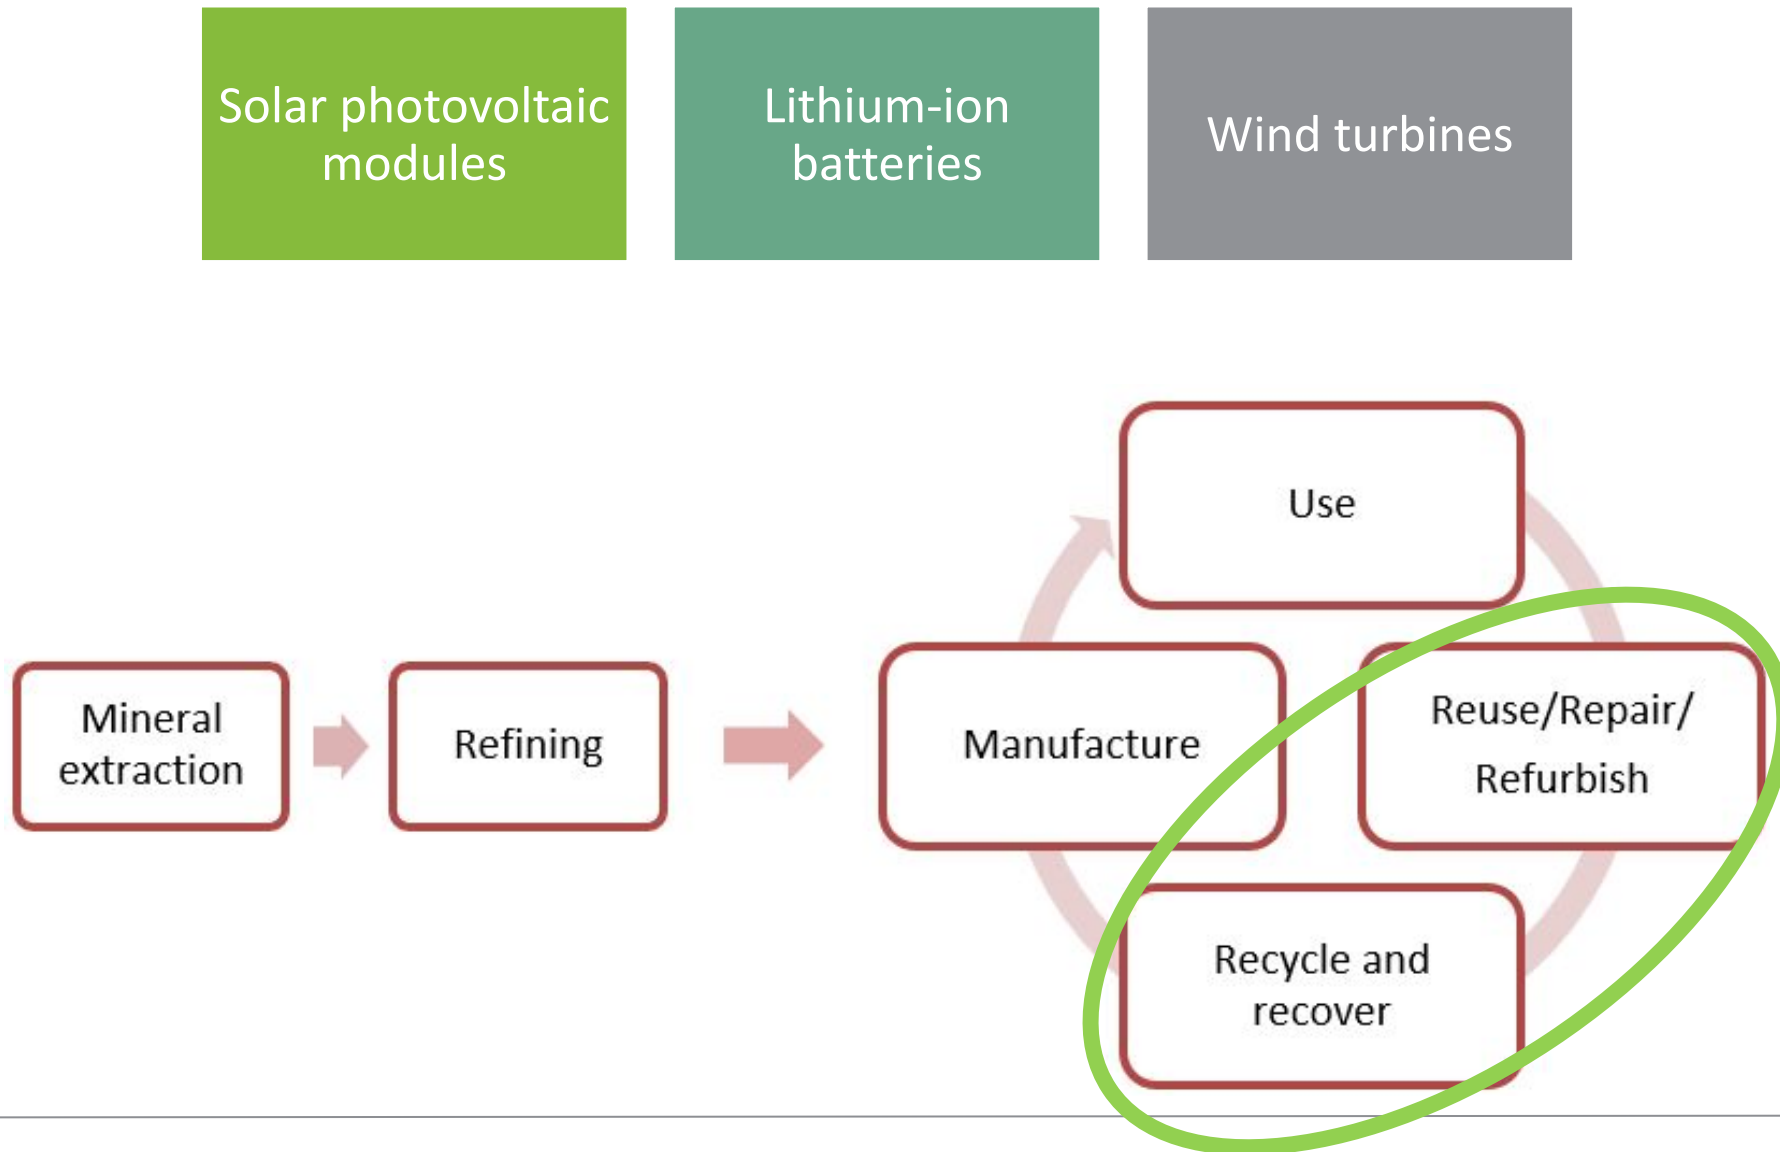 Solar photovoltaic
modules
Lithium-ion
batteries
Wind turbines
Use
Mineral
extraction
Refining
Manufacture
Reuse/Repair/
Refurbish
Recycle and
recover